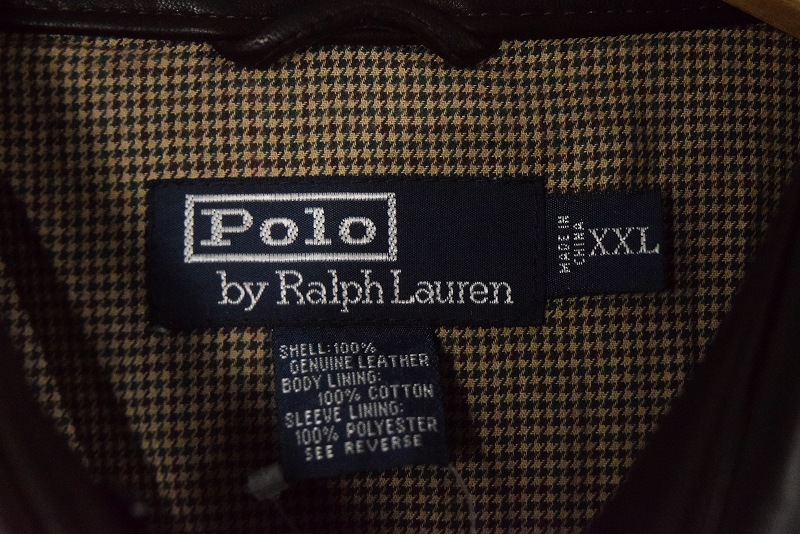 Polo
by Ralph Lauren
MADE IN
CHINA
XXL
SHELL:100%
GENUINE LEATHER
BODY LINING:
100% COTTON
SLEEVE LINING:
100% POLYESTER
SEE REVERSE